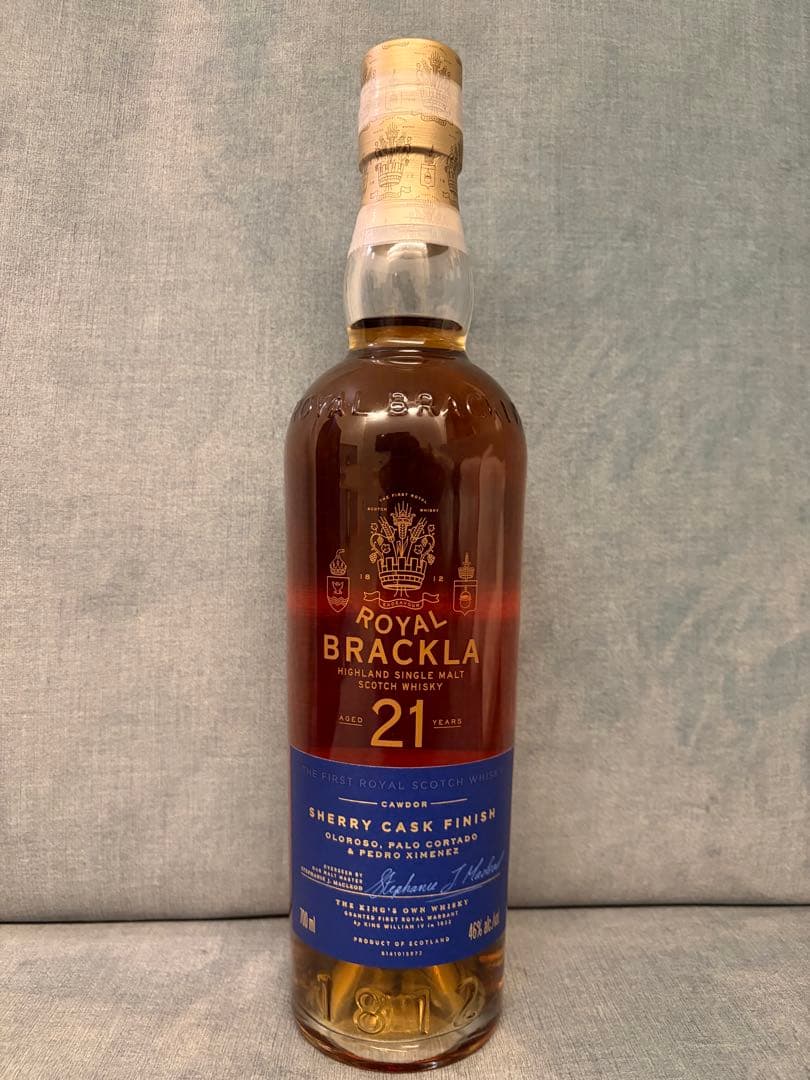 ROYAL BRACKLA
THE FIRST ROYAL
SCOTCH WHISKY
18 12
ENDEAVOUR
ROYAL
BRACKLA
HIGHLAND SINGLE MALT
SCOTCH WHISKY
AGED 21 YEARS
THE FIRST ROYAL SCOTCH WHISKY
CAWDOR
SHERRY CASK FINISH
OLOROSO, PALO CORTADO
& PEDRO XIMENEZ
OVERSEEN BY
OUR MALT MASTER
STEPHANIE J. MACLEOD
Stephanie J. Macleod
THE KING'S OWN WHISKY
GRANTED FIRST ROYAL WARRANT
by KING WILLIAM IV in 1833
700 ml
46% alc./vol
PRODUCT OF SCOTLAND
1812